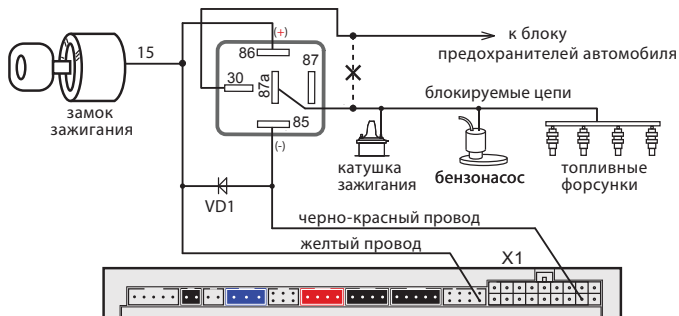 (+)
к блоку
предохранителей автомобиля
15
86
87
30
87a
блокируемые цепи
замок
зажигания
85
(-)
катушка
зажигания
бензонасос
топливные
форсунки
VD1
черно-красный провод
желтый провод
X1